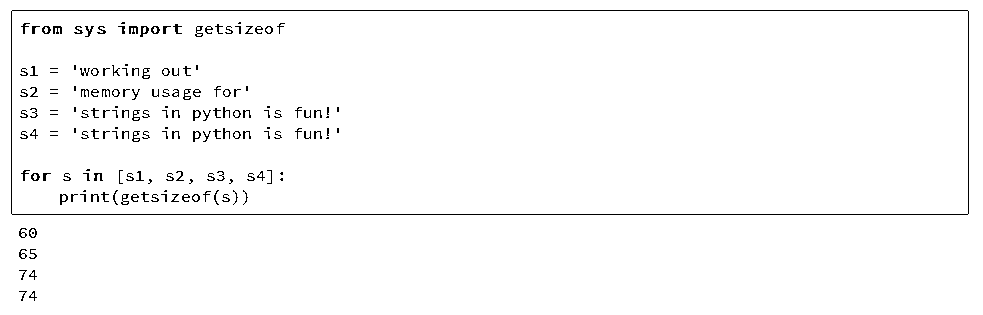 from sys import getsizeof
s1 = 'working out'
s2 = 'memory usage for'
s3 = 'strings in python is fun!'
s4 = 'strings in python is fun!'
for s in [s1, s2, s3, s4]:
    print(getsizeof(s))
60
65
74
74